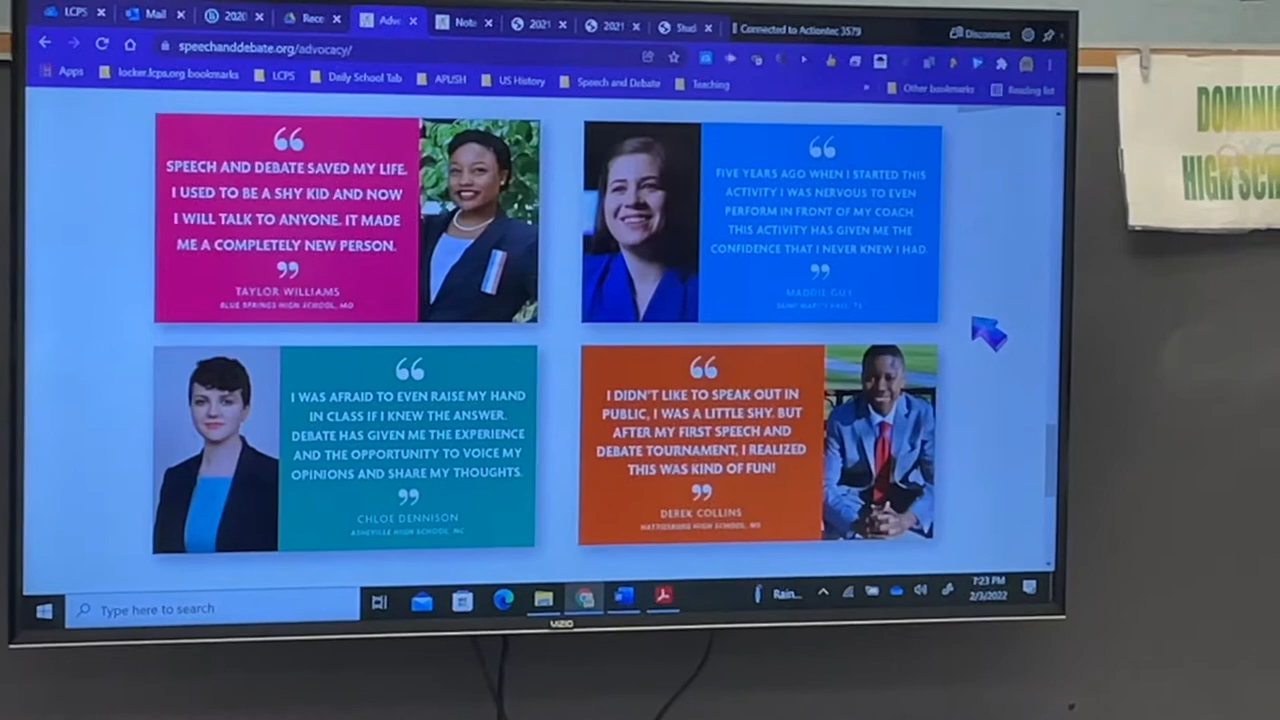 LCPS
Mail
2020
Rece
Adv
Note
2021
2021
Stud
Connected to Actiontec 3579
Disconnect
speechanddebate.org/advocacy/
Apps
locker.lcps.org bookmarks
LCPS
Daily School Tab
APUSH
US History
Speech and Debate
Teaching
»
Other bookmarks
Reading list
DOMINI
HIGH SCH
“
SPEECH AND DEBATE SAVED MY LIFE.
I USED TO BE A SHY KID AND NOW
I WILL TALK TO ANYONE. IT MADE
ME A COMPLETELY NEW PERSON.
”
TAYLOR WILLIAMS
BLUE SPRINGS HIGH SCHOOL, MO
“
FIVE YEARS AGO WHEN I STARTED THIS
ACTIVITY I WAS NERVOUS TO EVEN
PERFORM IN FRONT OF MY COACH.
THIS ACTIVITY HAS GIVEN ME THE
CONFIDENCE THAT I NEVER KNEW I HAD.
”
MADDIE GUY
“
I WAS AFRAID TO EVEN RAISE MY HAND
IN CLASS IF I KNEW THE ANSWER.
DEBATE HAS GIVEN ME THE EXPERIENCE
AND THE OPPORTUNITY TO VOICE MY
OPINIONS AND SHARE MY THOUGHTS.
”
CHLOE DENNISON
ASHEVILLE HIGH SCHOOL, NC
“
I DIDN'T LIKE TO SPEAK OUT IN
PUBLIC, I WAS A LITTLE SHY. BUT
AFTER MY FIRST SPEECH AND
DEBATE TOURNAMENT, I REALIZED
THIS WAS KIND OF FUN!
”
DEREK COLLINS
HATTIESBURG HIGH SCHOOL, MS
Type here to search
Rain...
7:23 PM
2/3/2022
VIZIO